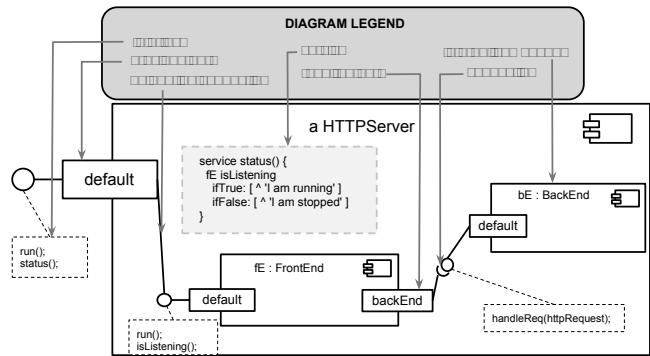 DIAGRAM LEGEND
a HTTPServer
default
service status() {
fE isListening
ifTrue: [ ^ 'I am running' ]
ifFalse: [ ^ 'I am stopped' ]
}
bE : BackEnd
default
run();
status();
fE : FrontEnd
default
backEnd
handleReq(httpRequest);
run();
isListening();